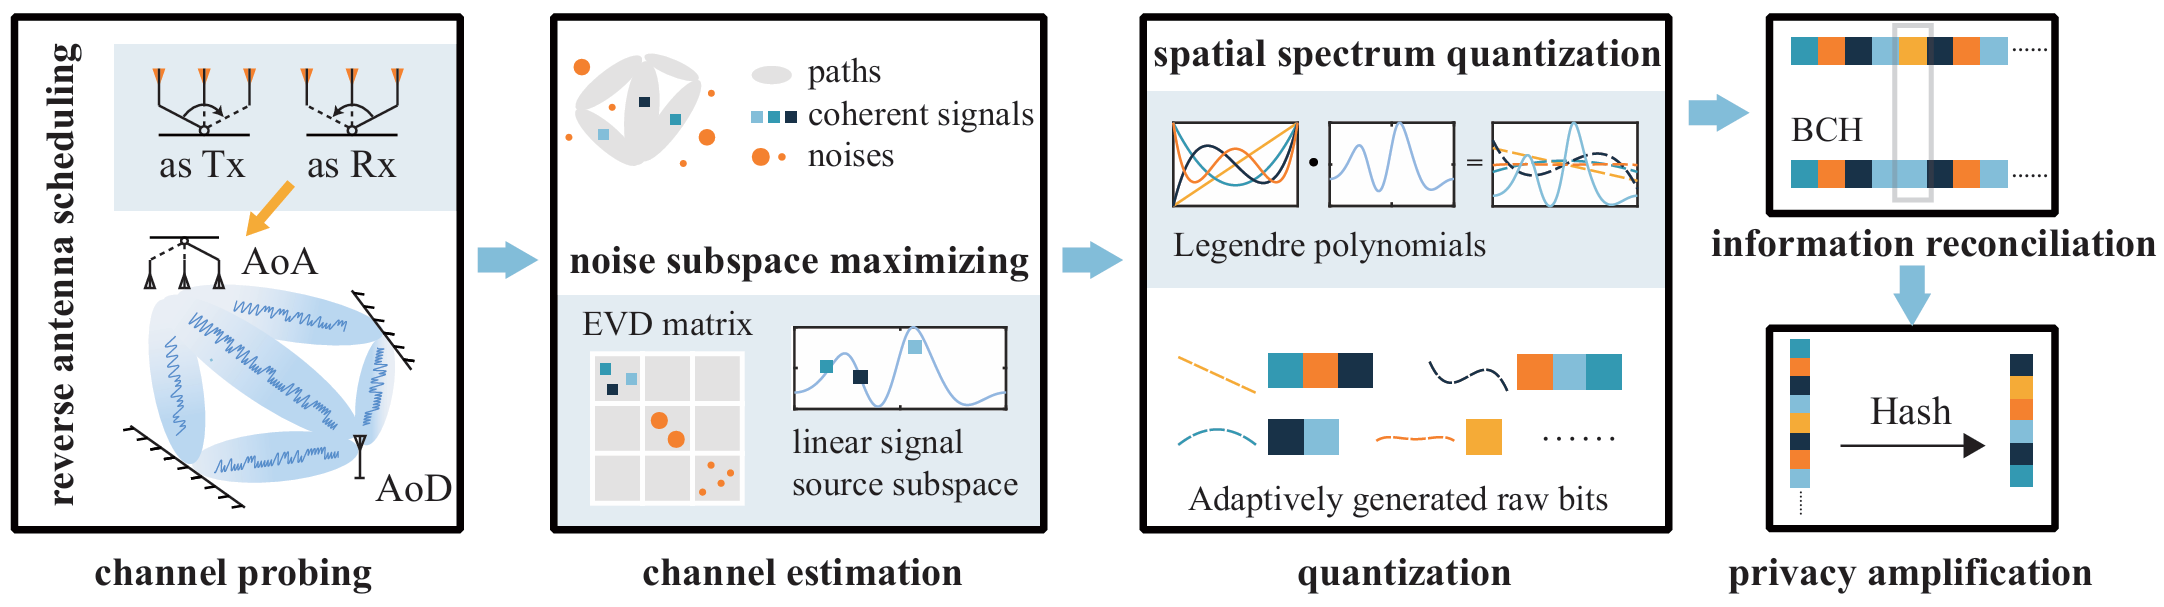 reverse antenna scheduling
as Tx
as Rx
AoA
AoD
channel probing
paths
coherent signals
noises
noise subspace maximizing
EVD matrix
linear signal
source subspace
channel estimation
spatial spectrum quantization
=
Legendre polynomials
Adaptively generated raw bits
quantization
BCH
information reconciliation
Hash
privacy amplification